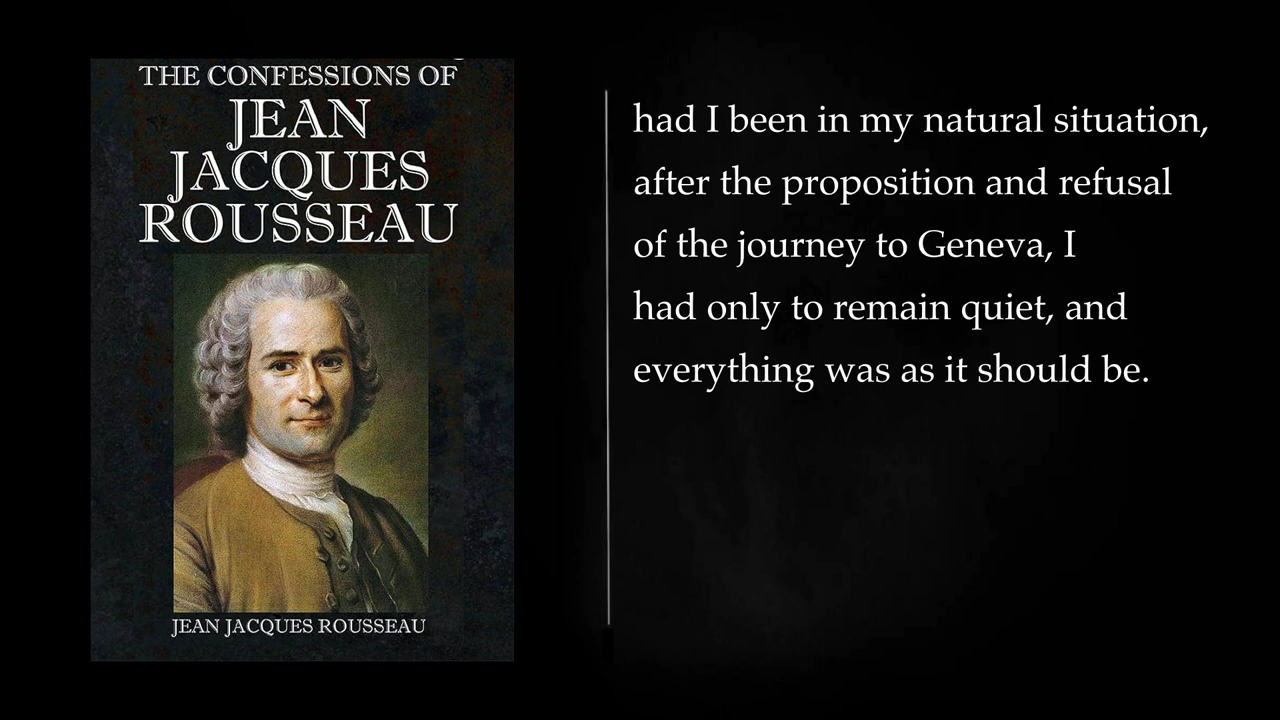 THE CONFESSIONS OF
JEAN
JACQUES
ROUSSEAU
JEAN JACQUES ROUSSEAU
had I been in my natural situation,
after the proposition and refusal
of the journey to Geneva, I
had only to remain quiet, and
everything was as it should be.